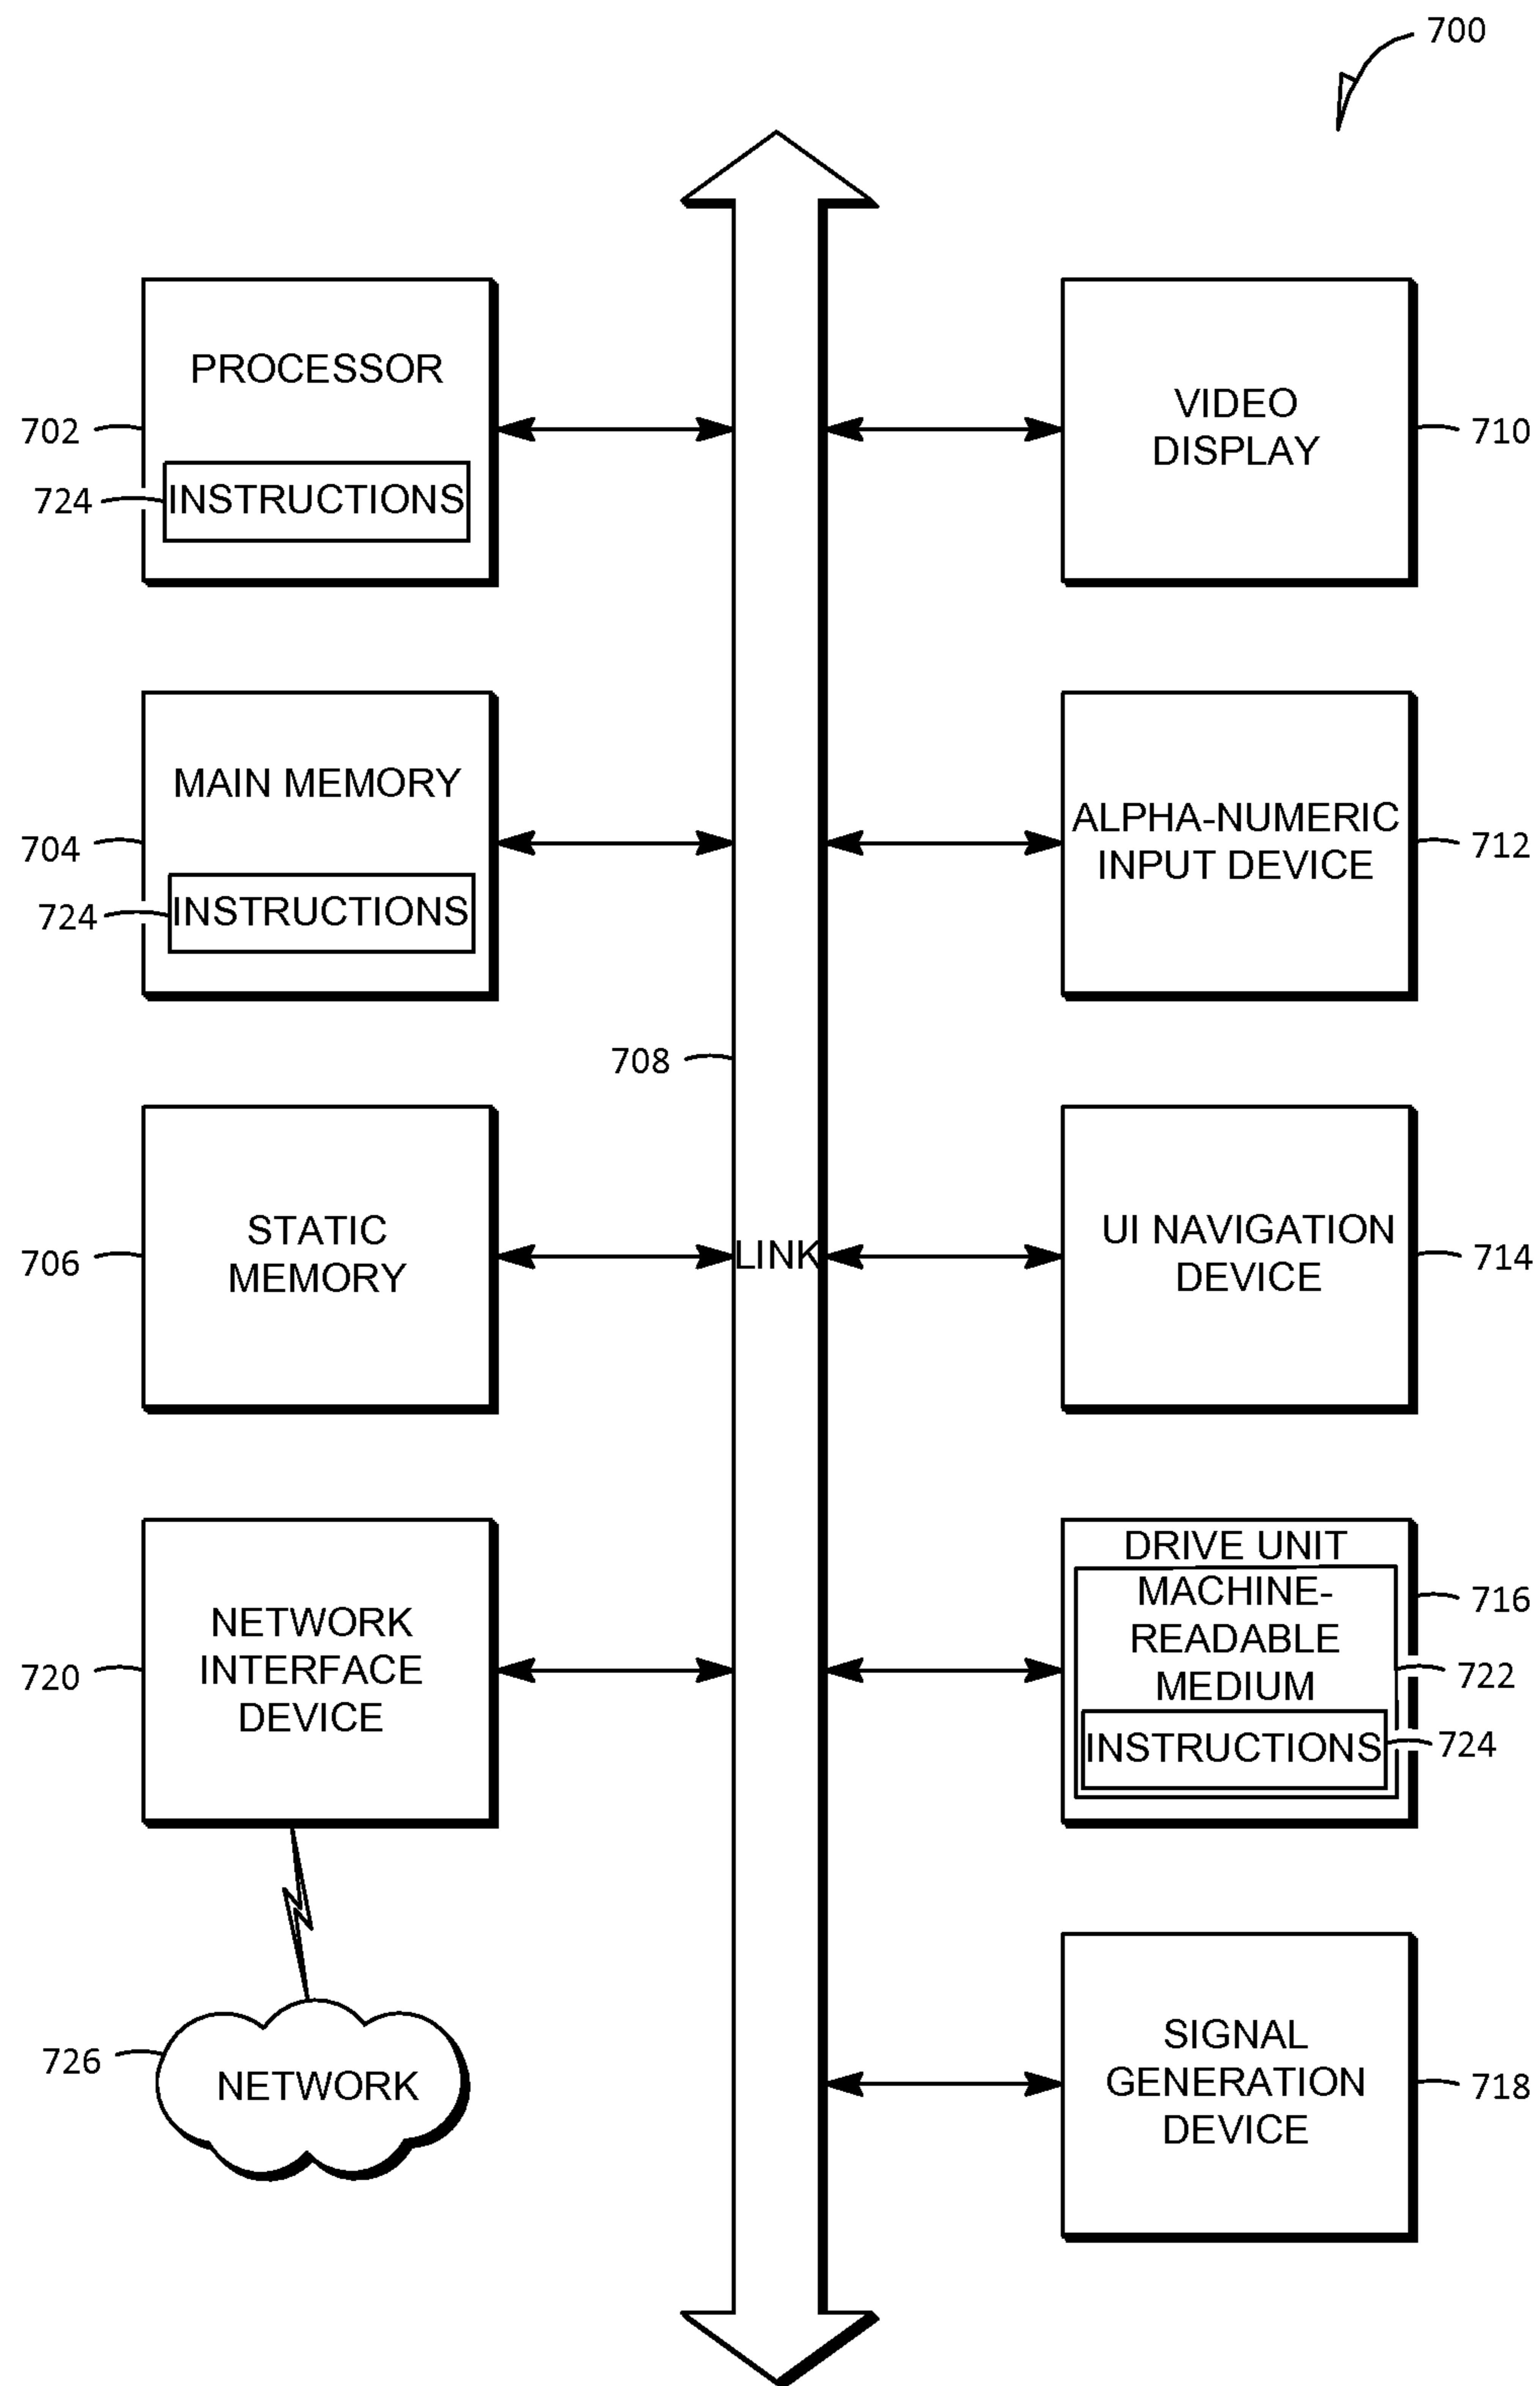 700
PROCESSOR
702
724
INSTRUCTIONS
VIDEO
DISPLAY
710
MAIN MEMORY
704
724
INSTRUCTIONS
ALPHA-NUMERIC
INPUT DEVICE
712
708
STATIC
MEMORY
706
LINK
UI NAVIGATION
DEVICE
714
NETWORK
INTERFACE
DEVICE
720
DRIVE UNIT
MACHINE-
READABLE
MEDIUM
INSTRUCTIONS
716
722
724
726
NETWORK
SIGNAL
GENERATION
DEVICE
718